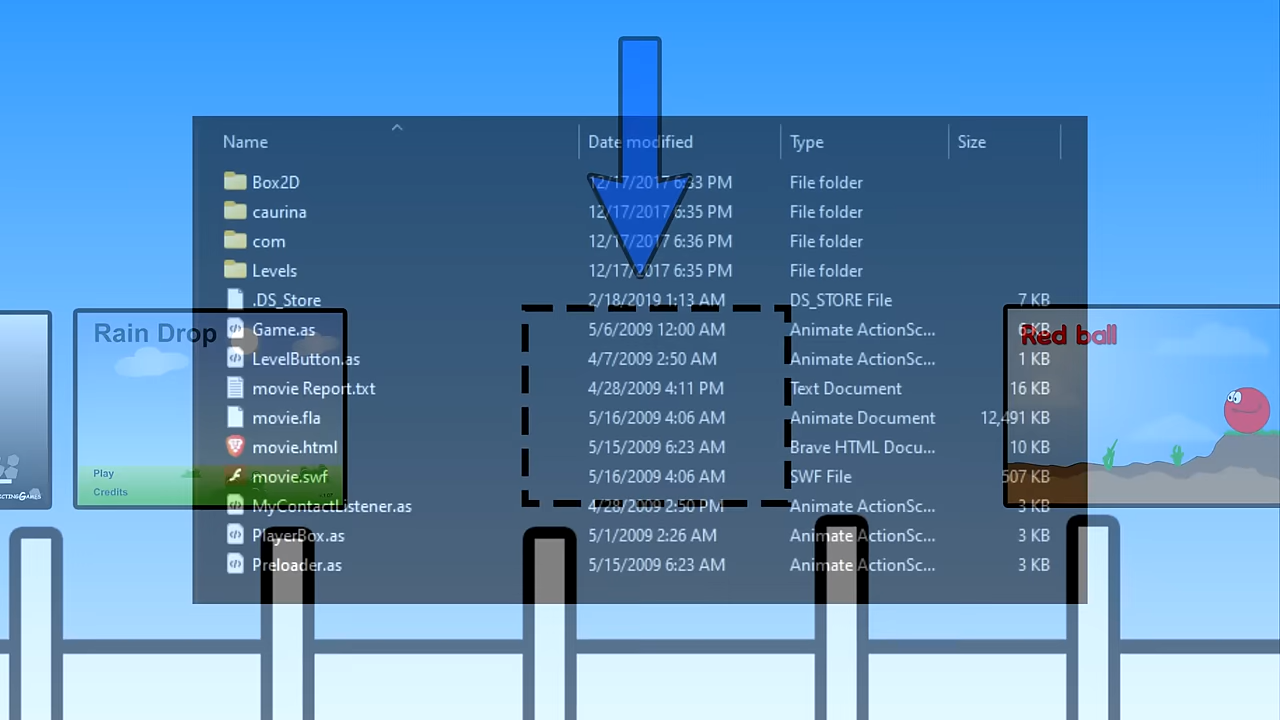 Name Date modified Type Size
Box2D 12/17/2017 6:33 PM File folder
caurina 12/17/2017 6:35 PM File folder
com 12/17/2017 6:36 PM File folder
Levels 12/17/2017 6:35 PM File folder
.DS_Store 2/18/2019 1:13 AM DS_STORE File 7 KB
Game.as 5/6/2009 12:00 AM Animate ActionSc... 6 KB
LevelButton.as 4/7/2009 2:50 AM Animate ActionSc... 1 KB
movie Report.txt 4/28/2009 4:11 PM Text Document 16 KB
movie.fla 5/16/2009 4:06 AM Animate Document 12,491 KB
movie.html 5/15/2009 6:23 AM Brave HTML Docu... 10 KB
movie.swf 5/16/2009 4:06 AM SWF File 507 KB
MyContactListener.as 4/28/2009 2:50 PM Animate ActionSc... 3 KB
PlayerBox.as 5/1/2009 2:26 AM Animate ActionSc... 3 KB
Preloader.as 5/15/2009 6:23 AM Animate ActionSc... 3 KB
Rain Drop
Play
Credits
Red ball